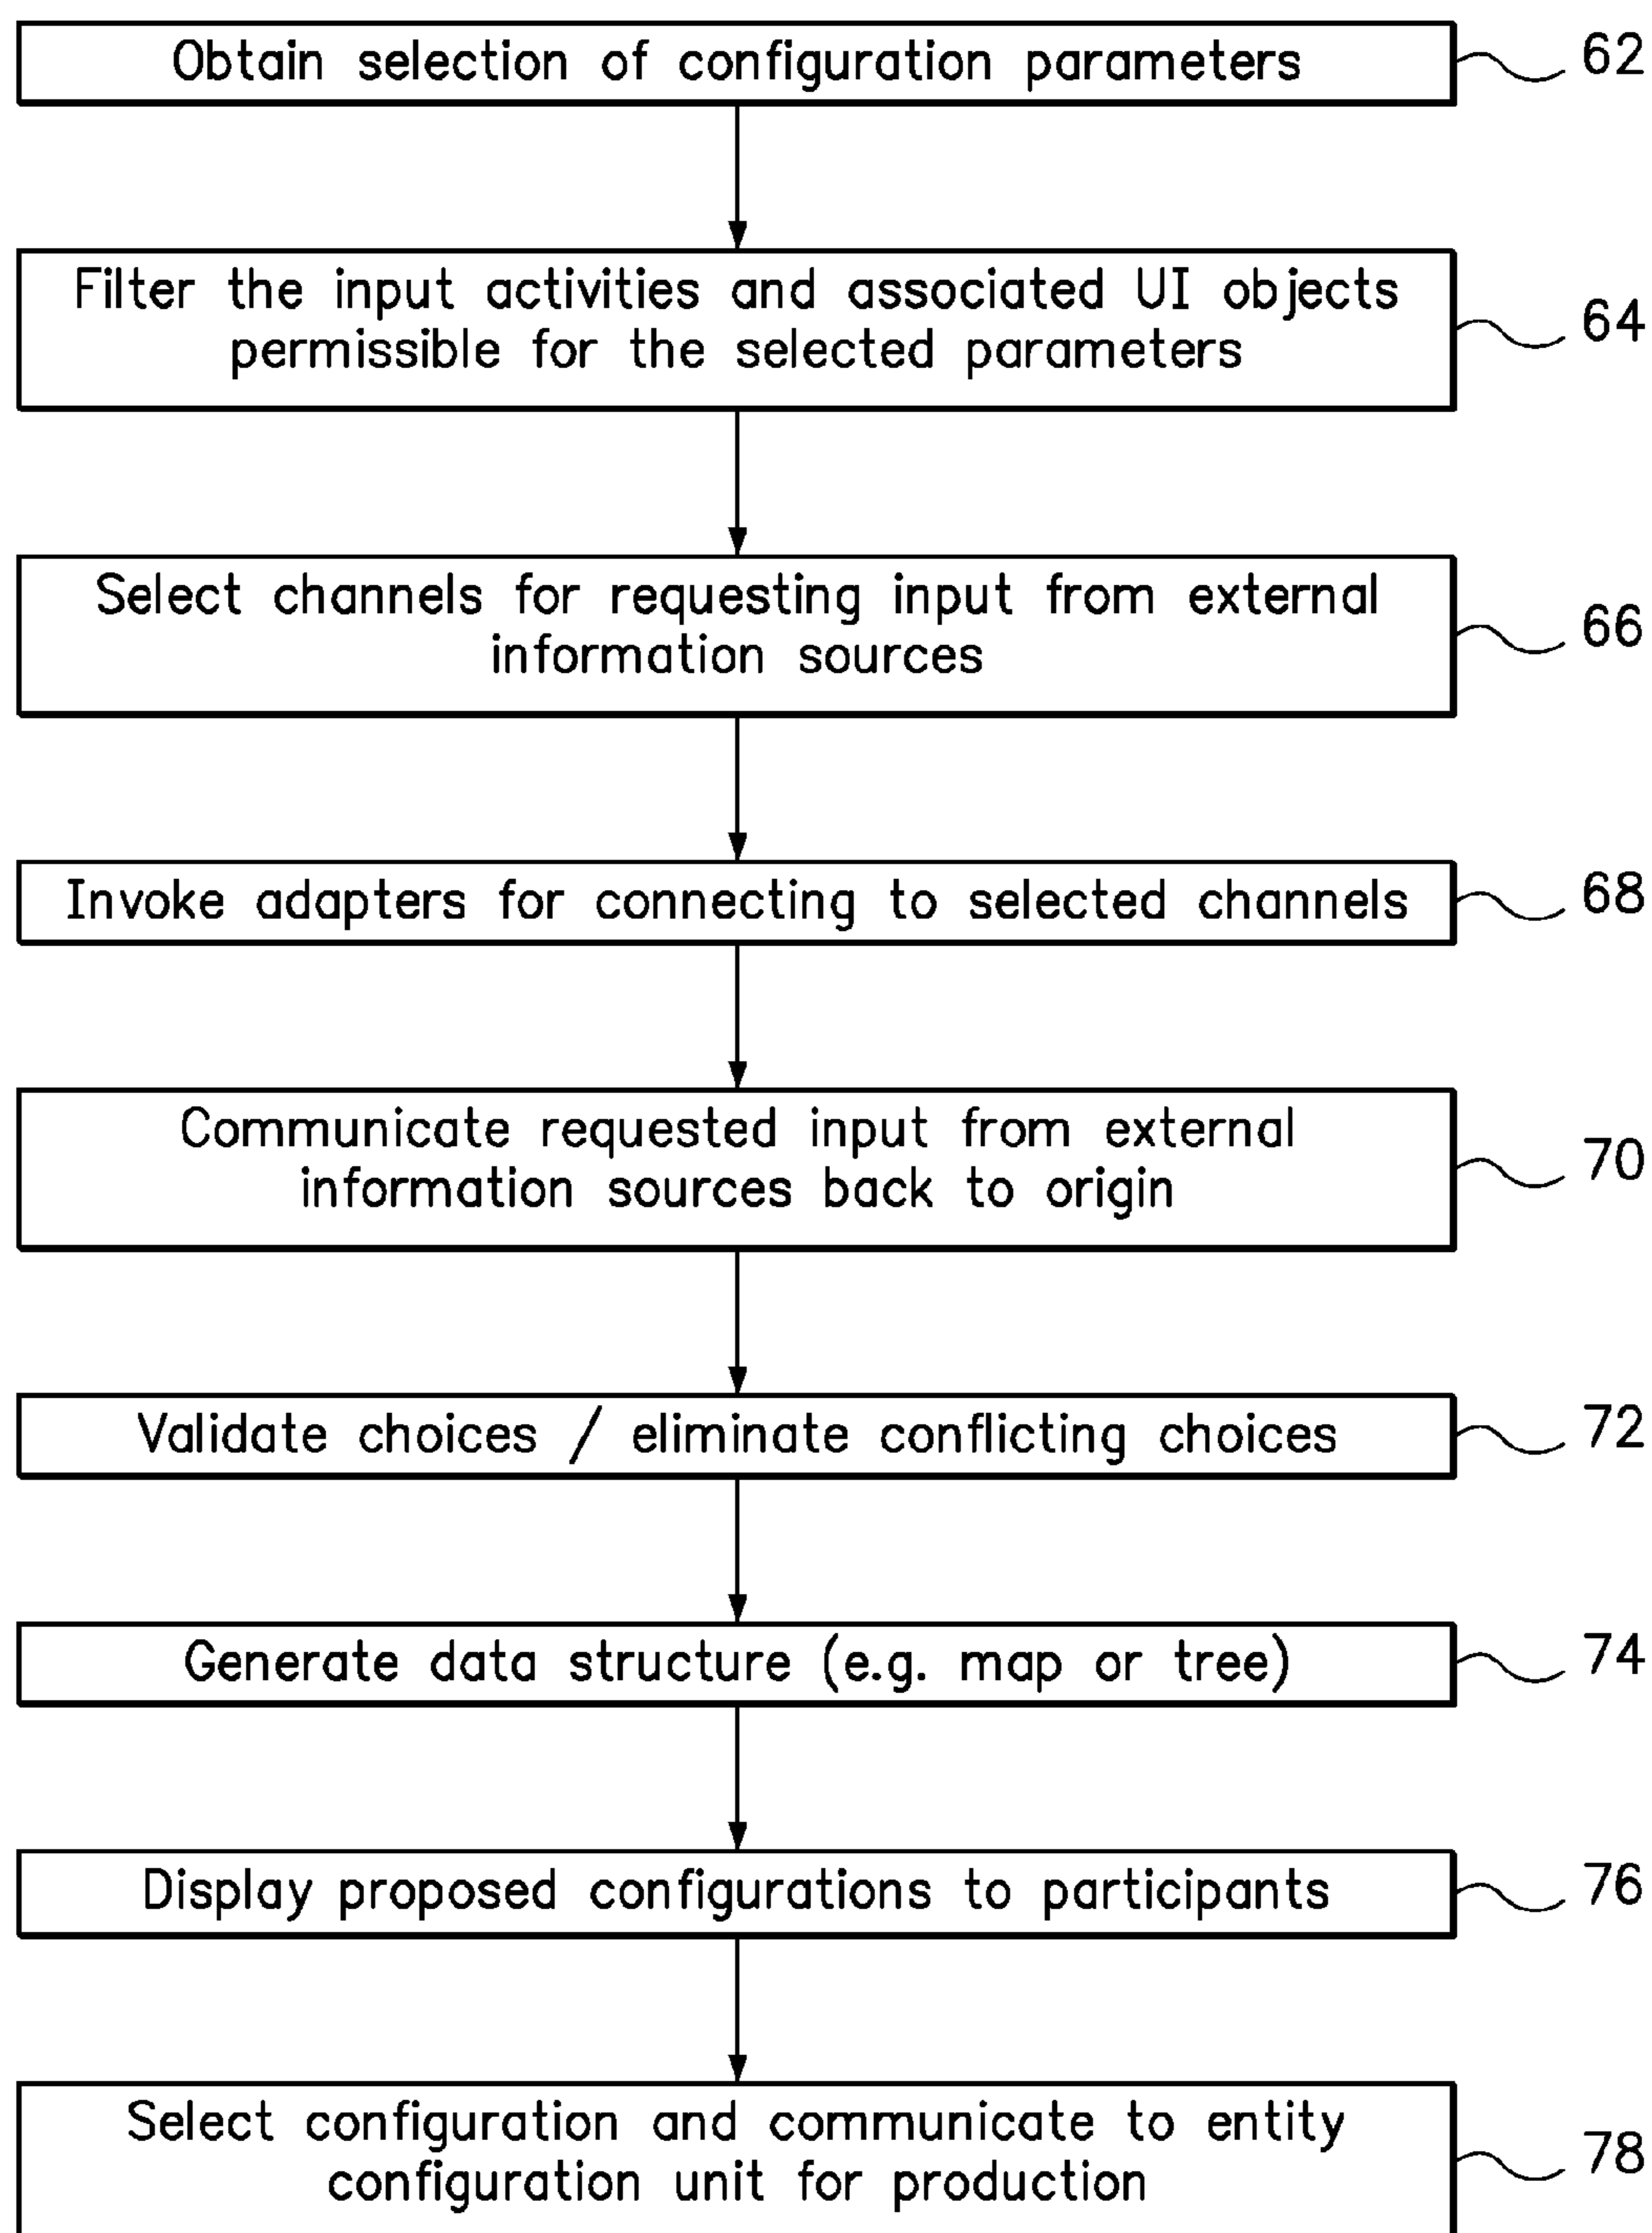 Obtain selection of configuration parameters
62
Filter the input activities and associated UI objects
permissible for the selected parameters
64
Select channels for requesting input from external
information sources
66
Invoke adapters for connecting to selected channels
68
Communicate requested input from external
information sources back to origin
70
Validate choices / eliminate conflicting choices
72
Generate data structure (e.g. map or tree)
74
Display proposed configurations to participants
76
Select configuration and communicate to entity
configuration unit for production
78